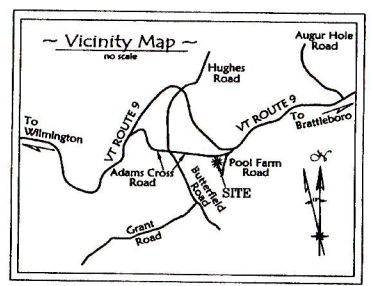 ~ Vicinity Map ~
no scale
Augur Hole
Road
Hughes
Road
VT ROUTE 9
VT ROUTE 9
To
Wilmington
To
Brattleboro
Adams Cross
Road
Pool Farm
Road
Butterfield
Road
SITE
Grant
Road
N